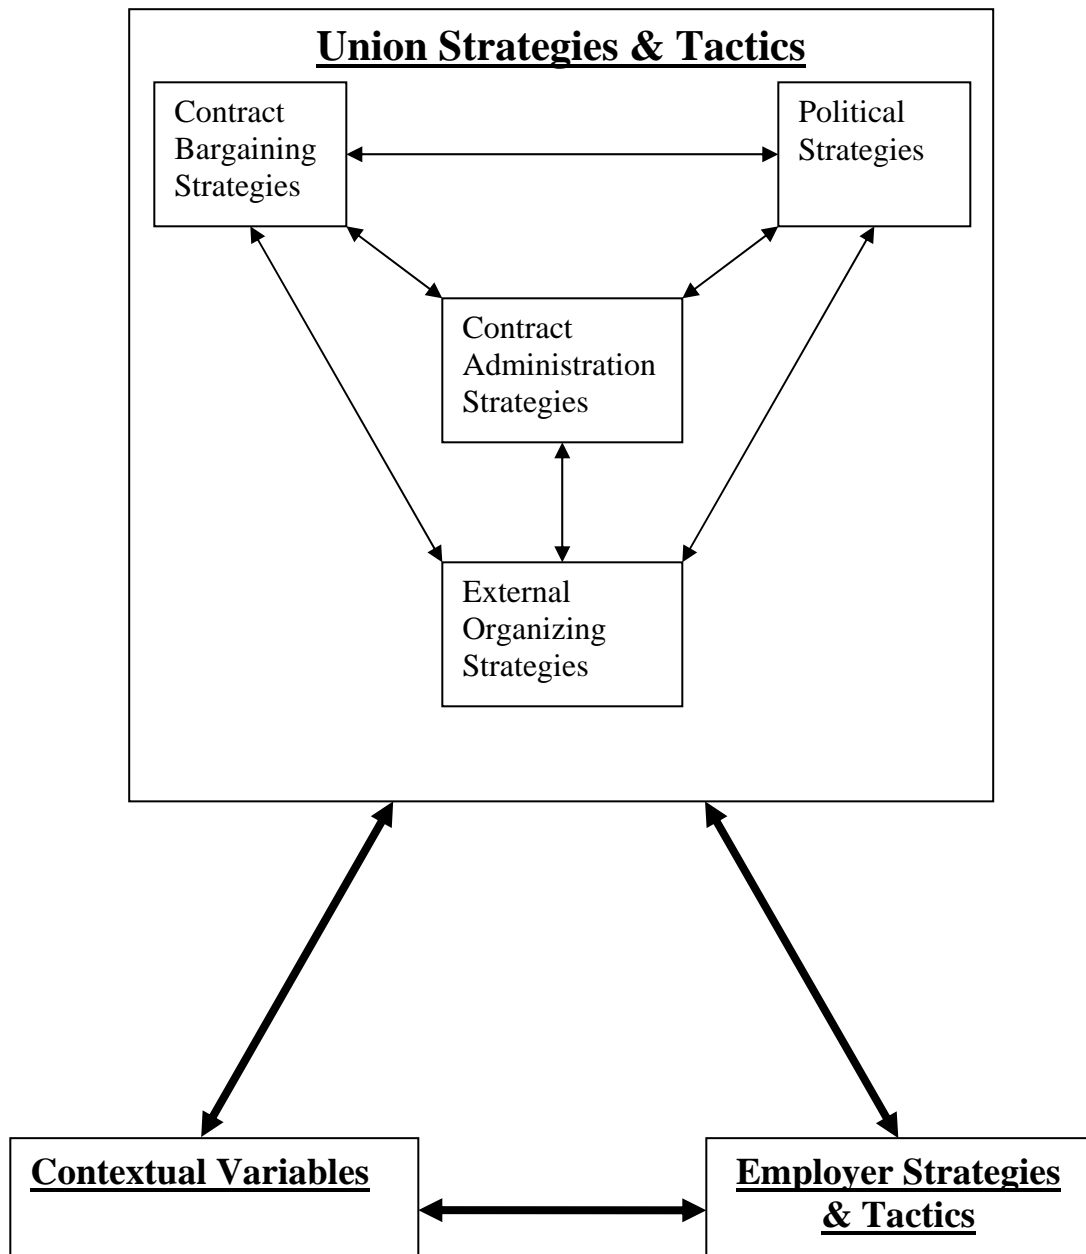 Union Strategies & Tactics
Contract
Bargaining
Strategies
Political
Strategies
Contract
Administration
Strategies
External
Organizing
Strategies
Contextual Variables
Employer Strategies
& Tactics